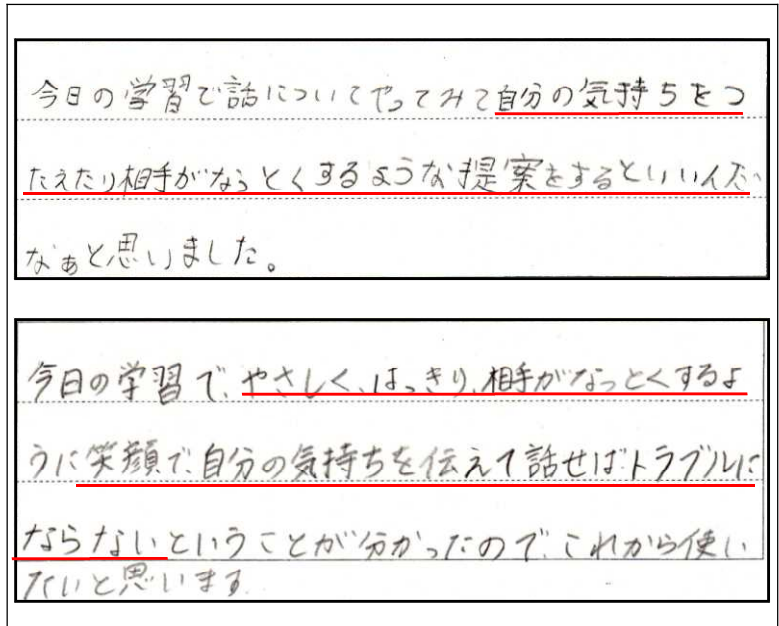 今日の学習で話についてやってみて自分の気持ちをつ
たえたり相手がなっとくするような提案をするといいんだ
なぁと思いました。
今日の学習で、やさしく、はっきり、相手がなっとくするよ
うに笑顔で、自分の気持ちを伝えて話せばトラブルに
ならないということが分かったので、これから使い
たいと思います